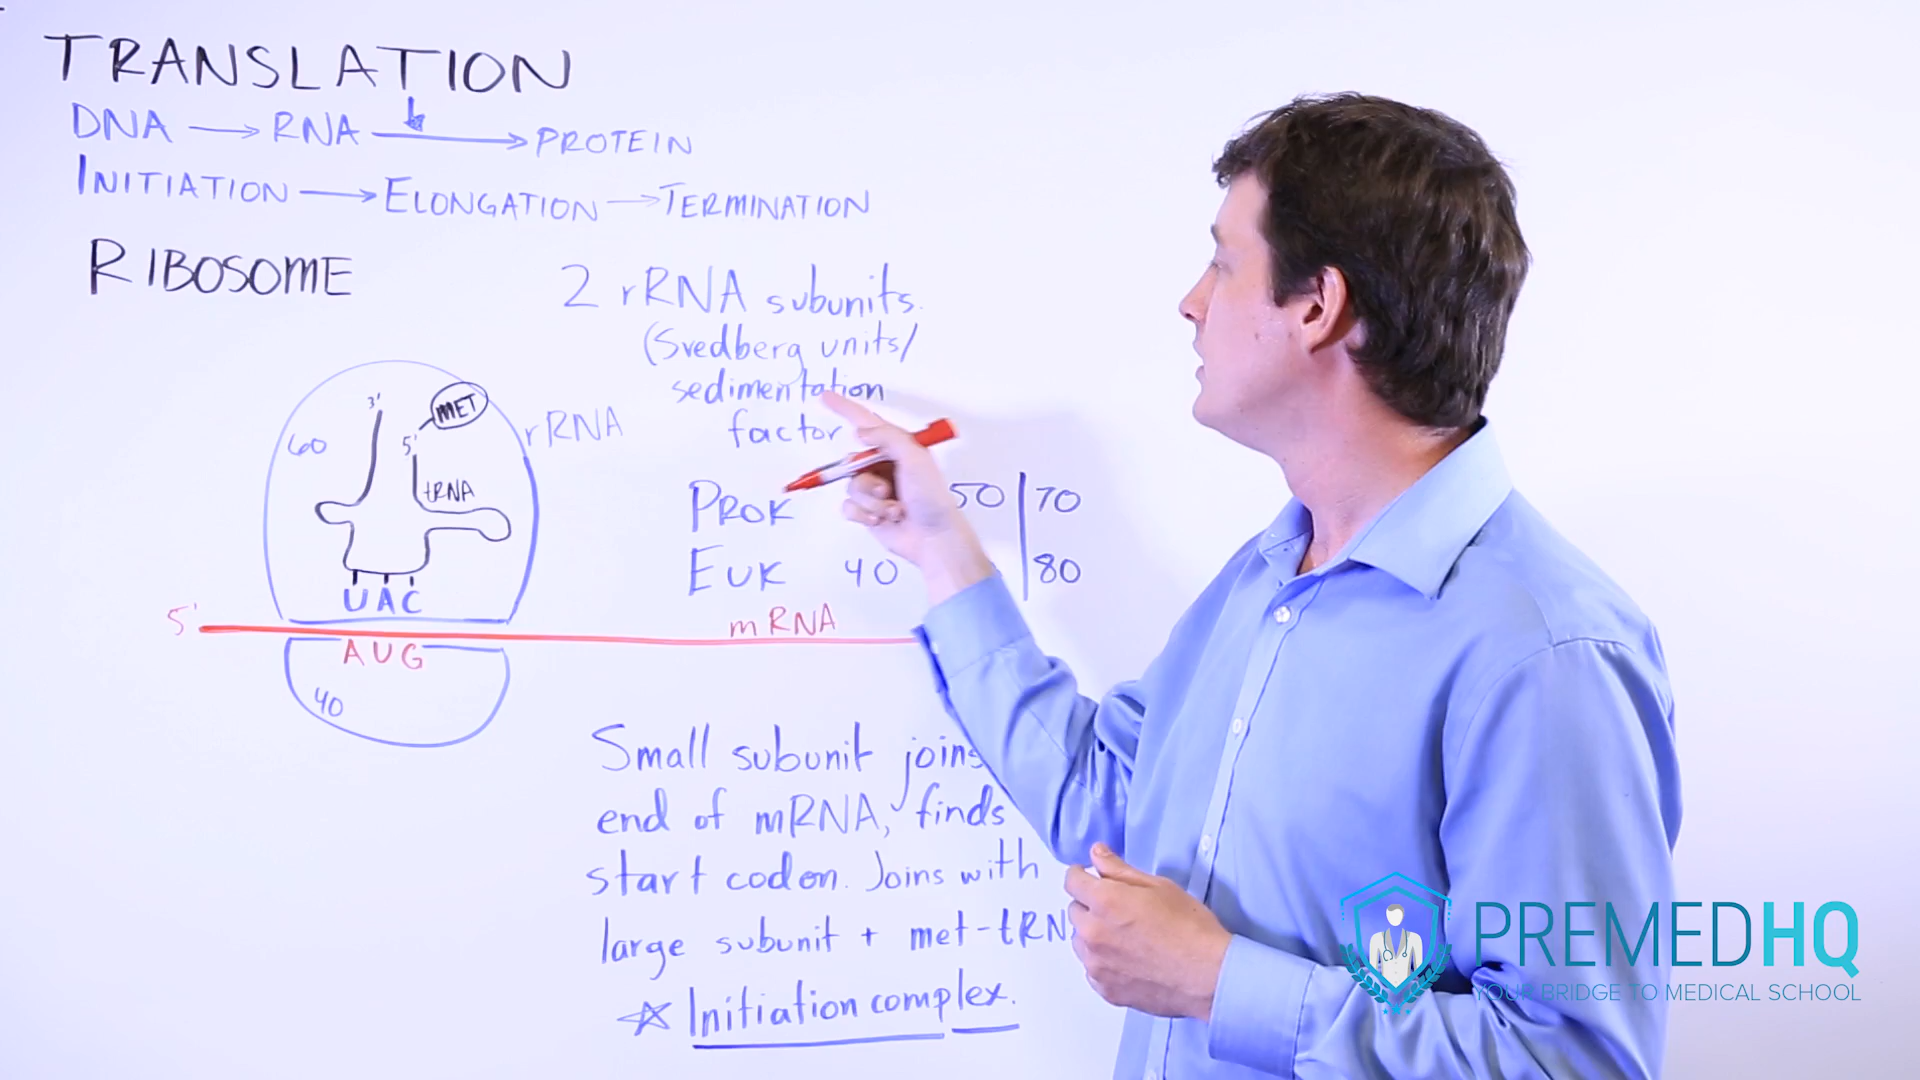 TRANSLATION
DNA → RNA → PROTEIN
INITIATION → ELONGATION → TERMINATION
RIBOSOME
2 rRNA subunits.
(Svedberg units/
sedimentation
factor
3'
MET
60
5'
rRNA
tRNA
PROK 50 | 70
EUK 40 | 80
UAC
5'
mRNA
AUG
40
Small subunit joins
end of mRNA, finds
start codon. Joins with
large subunit + met-tRN
☆ Initiation complex.
PREMEDHQ
YOUR BRIDGE TO MEDICAL SCHOOL